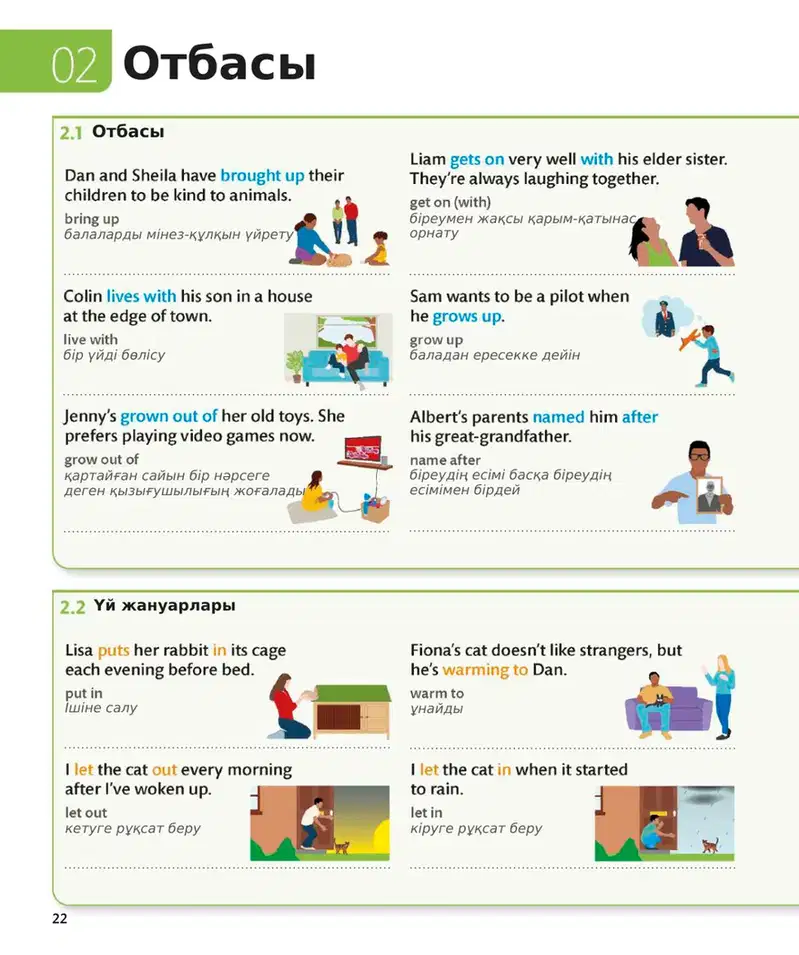 02 Отбасы
2.1 Отбасы
Dan and Sheila have brought up their
children to be kind to animals.
bring up
балаларды мінез-құлқын үйрету
Liam gets on very well with his elder sister.
They’re always laughing together.
get on (with)
біреумен жақсы қарым-қатынас
орнату
Colin lives with his son in a house
at the edge of town.
live with
бір үйді бөлісу
Sam wants to be a pilot when
he grows up.
grow up
баладан ересекке дейін
Jenny’s grown out of her old toys. She
prefers playing video games now.
grow out of
қартайған сайын бір нәрсеге
деген қызығушылығың жоғалады
Albert’s parents named him after
his great-grandfather.
name after
біреудің есімі басқа біреудің
есімімен бірдей
2.2 Үй жануарлары
Lisa puts her rabbit in its cage
each evening before bed.
put in
Ішіне салу
Fiona’s cat doesn’t like strangers, but
he’s warming to Dan.
warm to
ұнайды
I let the cat out every morning
after I’ve woken up.
let out
кетуге рұқсат беру
I let the cat in when it started
to rain.
let in
кіруге рұқсат беру
22